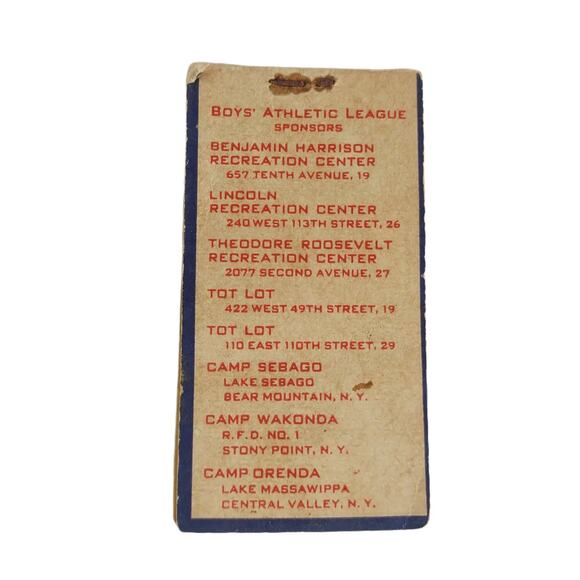 BOYS' ATHLETIC LEAGUE
SPONSORS
BENJAMIN HARRISON
RECREATION CENTER
657 TENTH AVENUE, 19
LINCOLN
RECREATION CENTER
240 WEST 113TH STREET, 26
THEODORE ROOSEVELT
RECREATION CENTER
2077 SECOND AVENUE, 27
TOT LOT
422 WEST 49TH STREET, 19
TOT LOT
110 EAST 110TH STREET, 29
CAMP SEBAGO
LAKE SEBAGO
BEAR MOUNTAIN, N. Y.
CAMP WAKONDA
R.F.D. NO. 1
STONY POINT, N. Y.
CAMP ORENDA
LAKE MASSAWIPPA
CENTRAL VALLEY, N. Y.